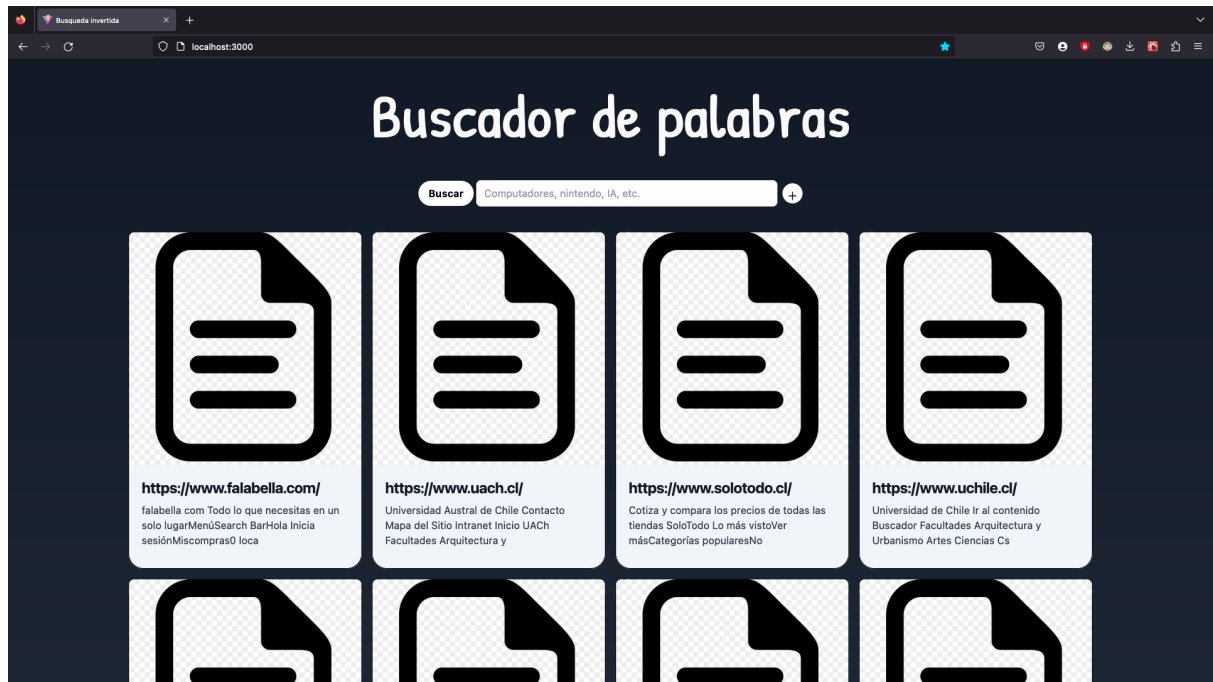 Busqueda invertida
localhost:3000
Buscador de palabras
Buscar
Computadores, nintendo, IA, etc.
+
https://www.falabella.com/
falabella com Todo lo que necesitas en un
solo lugarMenúSearch BarHola Inicia
sesiónMiscompras0 loca
https://www.uach.cl/
Universidad Austral de Chile Contacto
Mapa del Sitio Intranet Inicio UACh
Facultades Arquitectura y
https://www.solotodo.cl/
Cotiza y compara los precios de todas las
tiendas SoloTodo Lo más vistoVer
másCategorías popularesNo
https://www.uchile.cl/
Universidad de Chile Ir al contenido
Buscador Facultades Arquitectura y
Urbanismo Artes Ciencias Cs